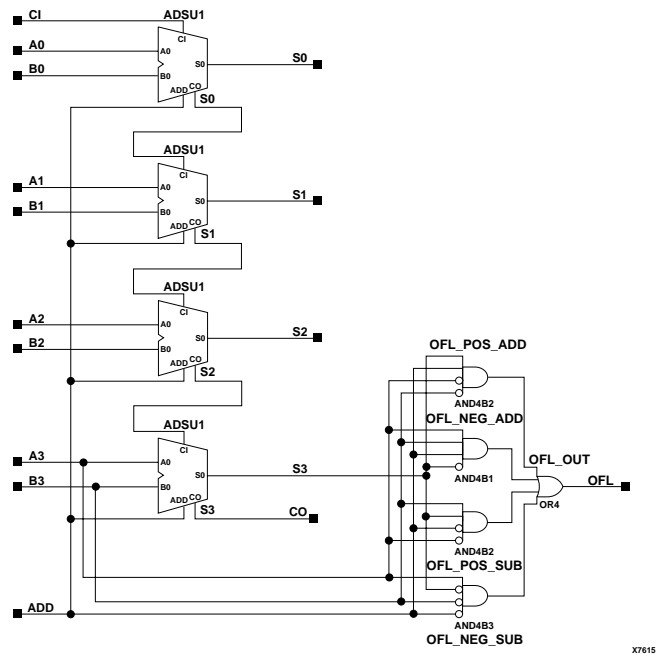 CI
ADSU1
CI
A0
A0
S0
S0
B0
B0
ADD
CO
S0
ADSU1
CI
A1
A0
S0
S1
B1
B0
ADD
CO
S1
ADSU1
CI
A2
A0
S0
S2
B2
B0
ADD
CO
S2
OFL_POS_ADD
AND4B2
ADSU1
CI
OFL_NEG_ADD
A3
A0
S0
S3
B3
B0
ADD
CO
S3
CO
AND4B1
OFL_OUT
OFL
OR4
AND4B2
OFL_POS_SUB
ADD
AND4B3
OFL_NEG_SUB
X7615